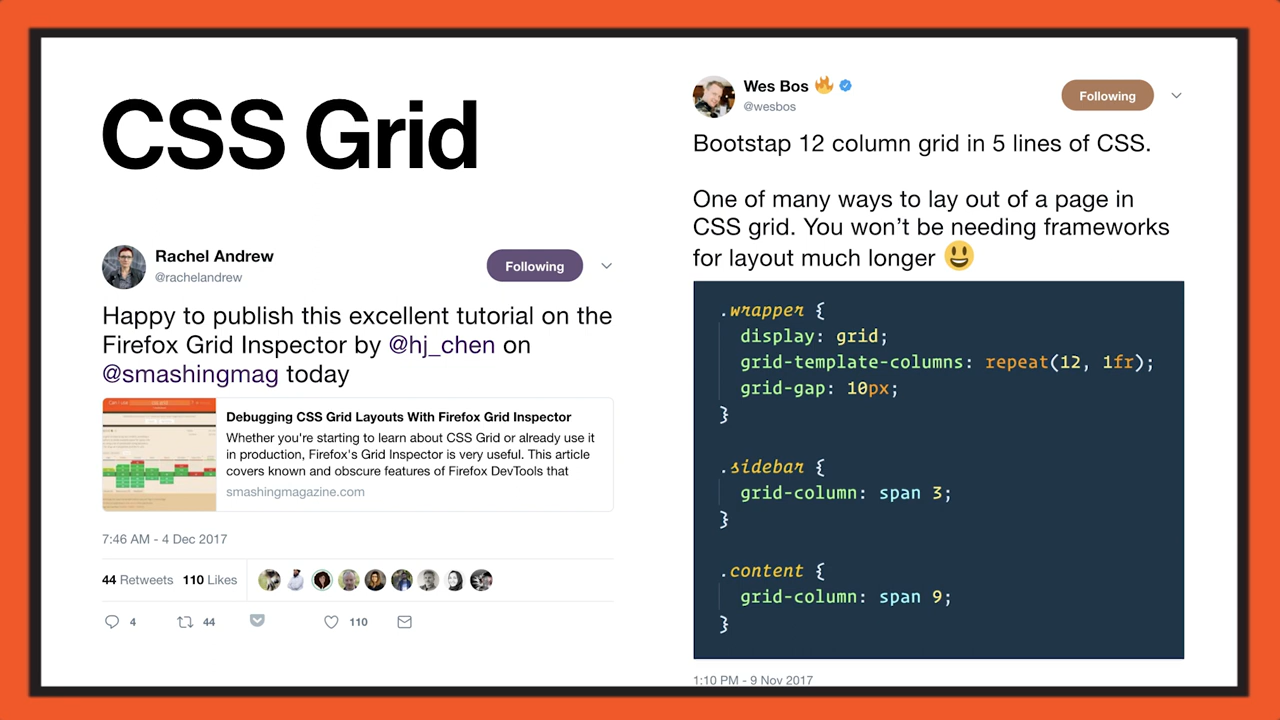 CSS Grid
Rachel Andrew
@rachelandrew
Following
Happy to publish this excellent tutorial on the
Firefox Grid Inspector by @hj_chen on
@smashingmag today
Debugging CSS Grid Layouts With Firefox Grid Inspector
Whether you're starting to learn about CSS Grid or already use it
in production, Firefox's Grid Inspector is very useful. This article
covers known and obscure features of Firefox DevTools that
smashingmagazine.com
7:46 AM - 4 Dec 2017
44 Retweets 110 Likes
4 44 110
Wes Bos 🔥
@wesbos
Following
Bootstap 12 column grid in 5 lines of CSS.
One of many ways to lay out of a page in
CSS grid. You won’t be needing frameworks
for layout much longer 😃
.wrapper {
display: grid;
grid-template-columns: repeat(12, 1fr);
grid-gap: 10px;
}
.sidebar {
grid-column: span 3;
}
.content {
grid-column: span 9;
}
1:10 PM - 9 Nov 2017